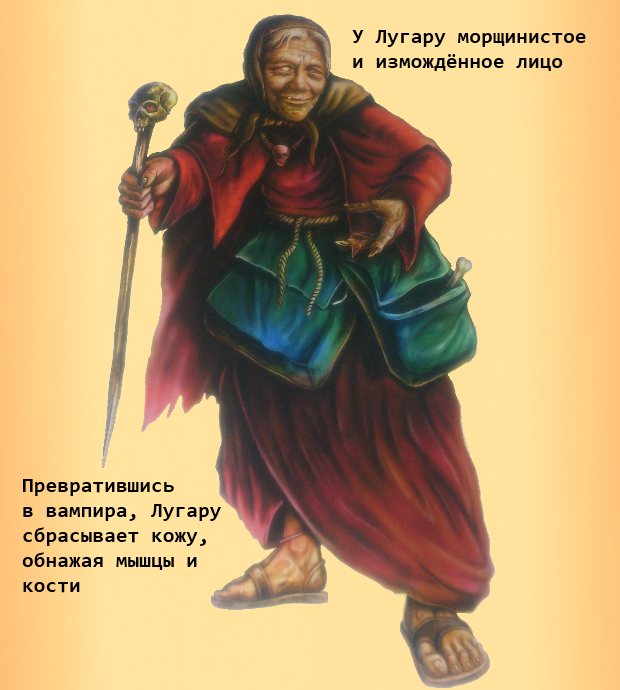 У Лугару морщинистое
и измождённое лицо
Превратившись
в вампира, Лугару
сбрасывает кожу,
обнажая мышцы и
кости